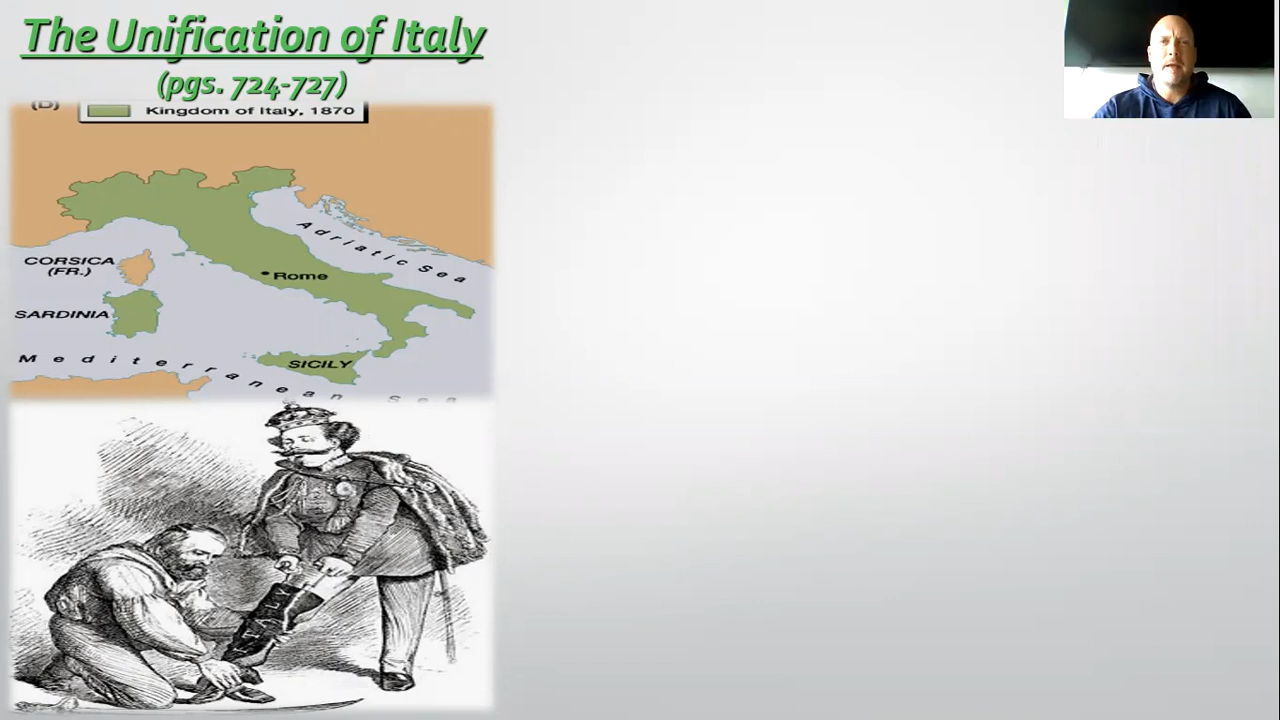 The Unification of Italy
(pgs. 724-727)
(D)
Kingdom of Italy, 1870
Adriatic Sea
CORSICA
(FR.)
Rome
SARDINIA
Mediterranean Sea
SICILY
ITALY